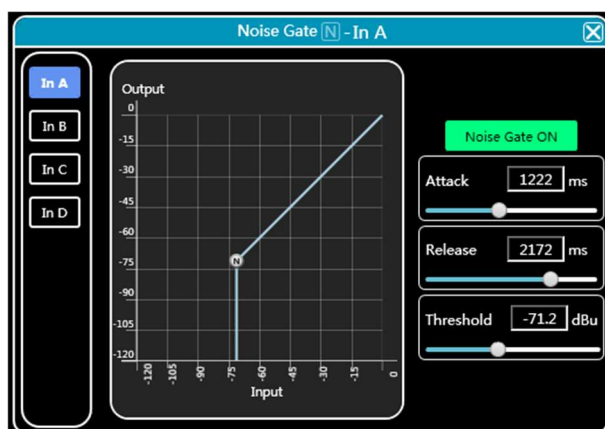 Noise Gate N -In A
In A
In B
In C
In D
Output
0
-15
-30
-45
-60
-75
-90
-105
-120
N
-120
-105
-90
-75
-60
-45
-30
-15
0
Input
Noise Gate ON
Attack 1222 ms
Release 2172 ms
Threshold -71.2 dBu